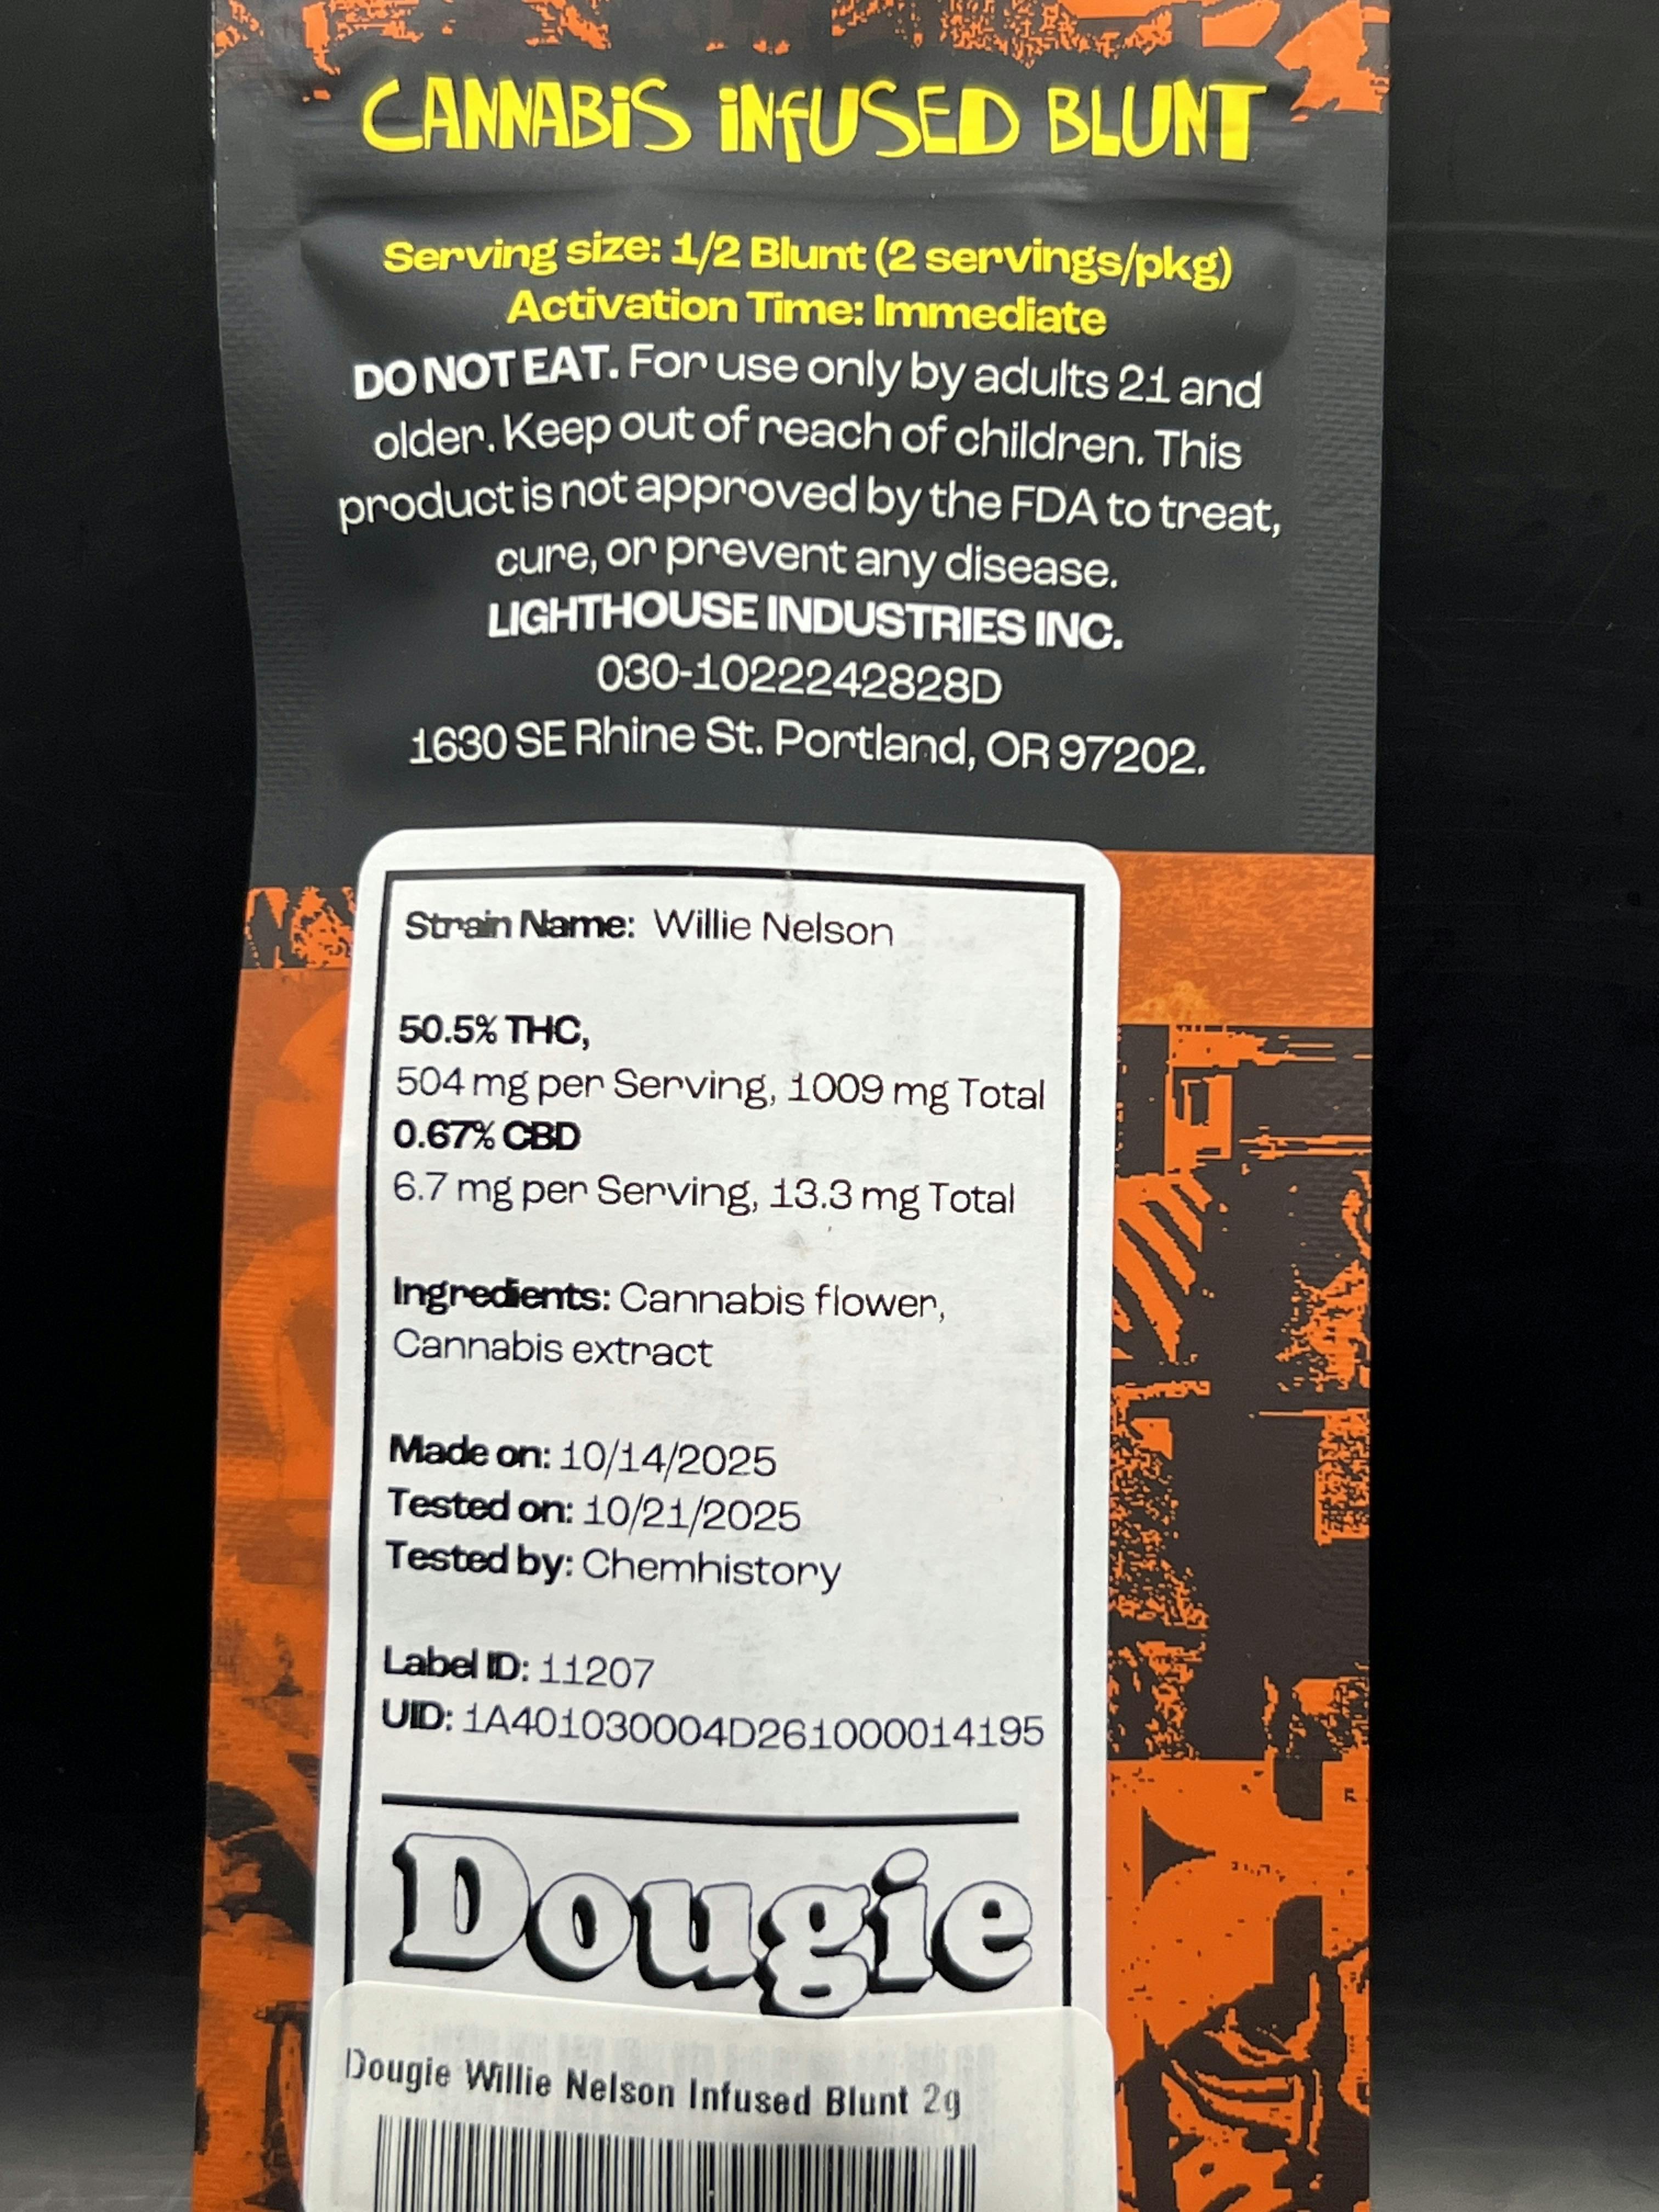 CANNABiS iNfUSED BLUNT
Serving size: 1/2 Blunt (2 servings/pkg)
Activation Time: Immediate
DO NOT EAT. For use only by adults 21 and
older. Keep out of reach of children. This
product is not approved by the FDA to treat,
cure, or prevent any disease.
LIGHTHOUSE INDUSTRIES INC.
030-1022242828D
1630 SE Rhine St. Portland, OR 97202.
Strain Name: Willie Nelson
50.5% THC,
504 mg per Serving, 1009 mg Total
0.67% CBD
6.7 mg per Serving, 13.3 mg Total
Ingredients: Cannabis flower,
Cannabis extract
Made on: 10/14/2025
Tested on: 10/21/2025
Tested by: Chemhistory
Label ID: 11207
UID: 1A401030004D261000014195
Dougie
Dougie Willie Nelson Infused Blunt 2g